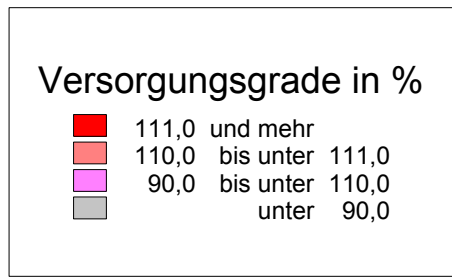 Versorgungsgrade in %
111,0 und mehr
110,0 bis unter 111,0
90,0 bis unter 110,0
unter 90,0